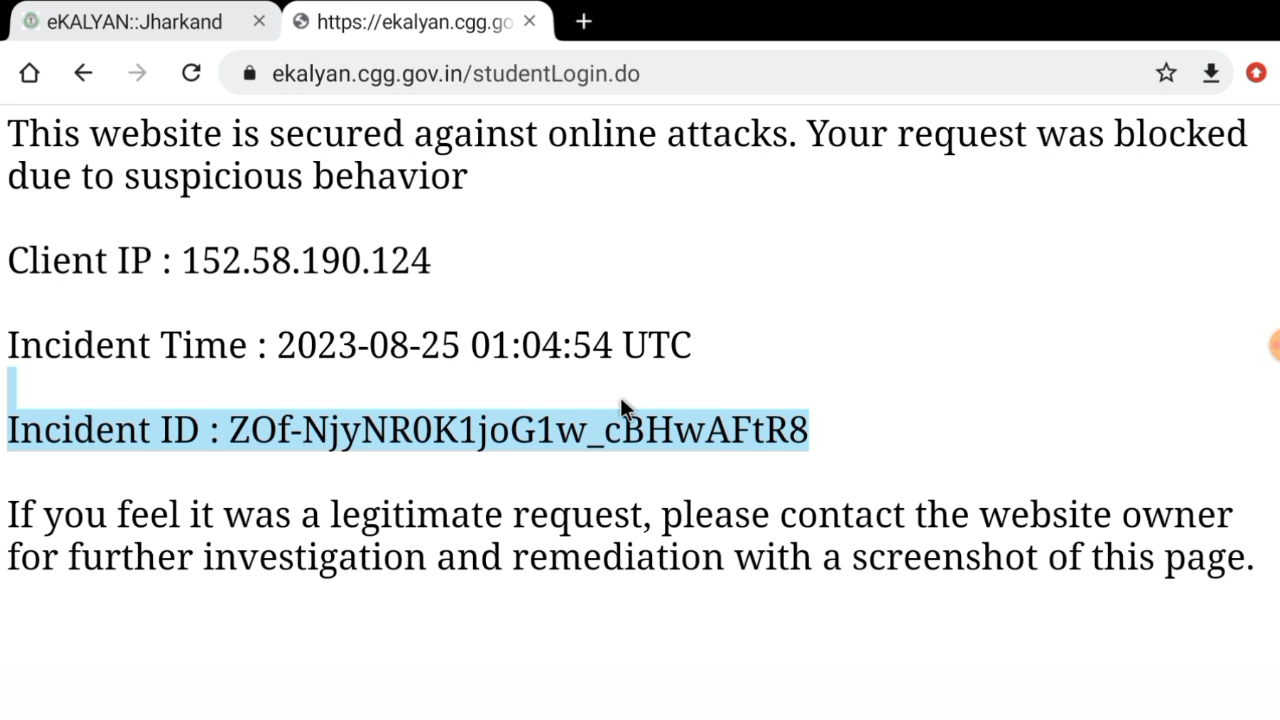 eKALYAN::Jharkand
https://ekalyan.cgg.go
ekalyan.cgg.gov.in/studentLogin.do
This website is secured against online attacks. Your request was blocked
due to suspicious behavior
Client IP : 152.58.190.124
Incident Time : 2023-08-25 01:04:54 UTC
Incident ID : ZOf-NjyNR0K1joG1w_cBHwAFtR8
If you feel it was a legitimate request, please contact the website owner
for further investigation and remediation with a screenshot of this page.